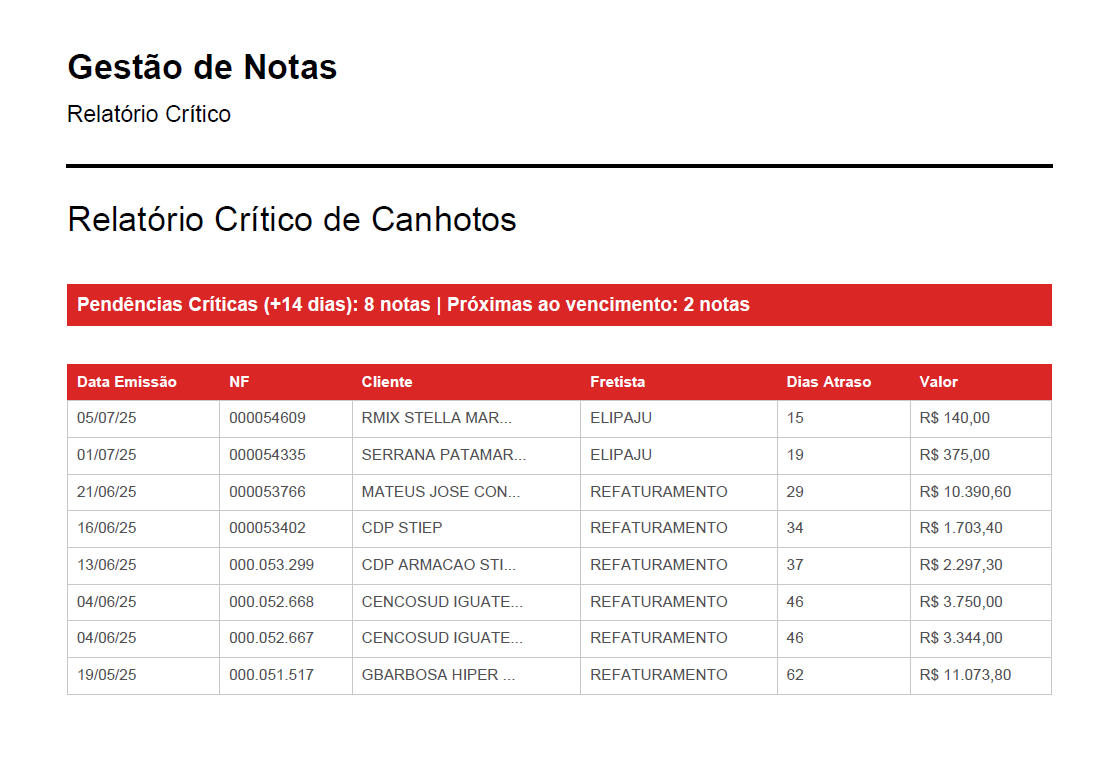 Gestão de Notas
Relatório Crítico
Relatório Crítico de Canhotos
Pendências Críticas (+14 dias): 8 notas | Próximas ao vencimento: 2 notas
Data Emissão NF Cliente Fretista Dias Atraso Valor
05/07/25 000054609 RMIX STELLA MAR... ELIPAJU 15 R$ 140,00
01/07/25 000054335 SERRANA PATAMAR... ELIPAJU 19 R$ 375,00
21/06/25 000053766 MATEUS JOSE CON... REFATURAMENTO 29 R$ 10.390,60
16/06/25 000053402 CDP STIEP REFATURAMENTO 34 R$ 1.703,40
13/06/25 000.053.299 CDP ARMACAO STI... REFATURAMENTO 37 R$ 2.297,30
04/06/25 000.052.668 CENCOSUD IGUATE... REFATURAMENTO 46 R$ 3.750,00
04/06/25 000.052.667 CENCOSUD IGUATE... REFATURAMENTO 46 R$ 3.344,00
19/05/25 000.051.517 GBARBOSA HIPER ... REFATURAMENTO 62 R$ 11.073,80